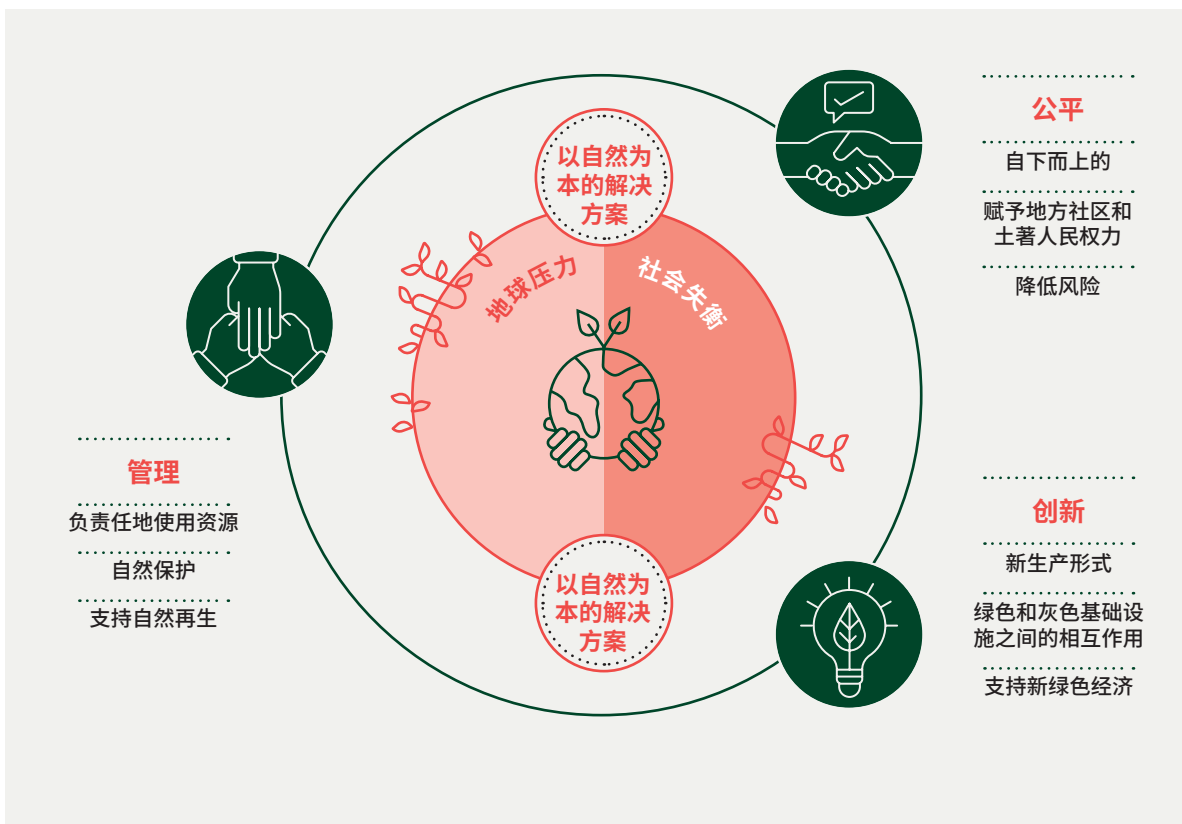 以自然为
本的解决
方案
地球压力
社会失衡
以自然为
本的解决
方案
管理
负责任地使用资源
自然保护
支持自然再生
公平
自下而上的
赋予地方社区和
土著人民权力
降低风险
创新
新生产形式
绿色和灰色基础设
施之间的相互作用
支持新绿色经济